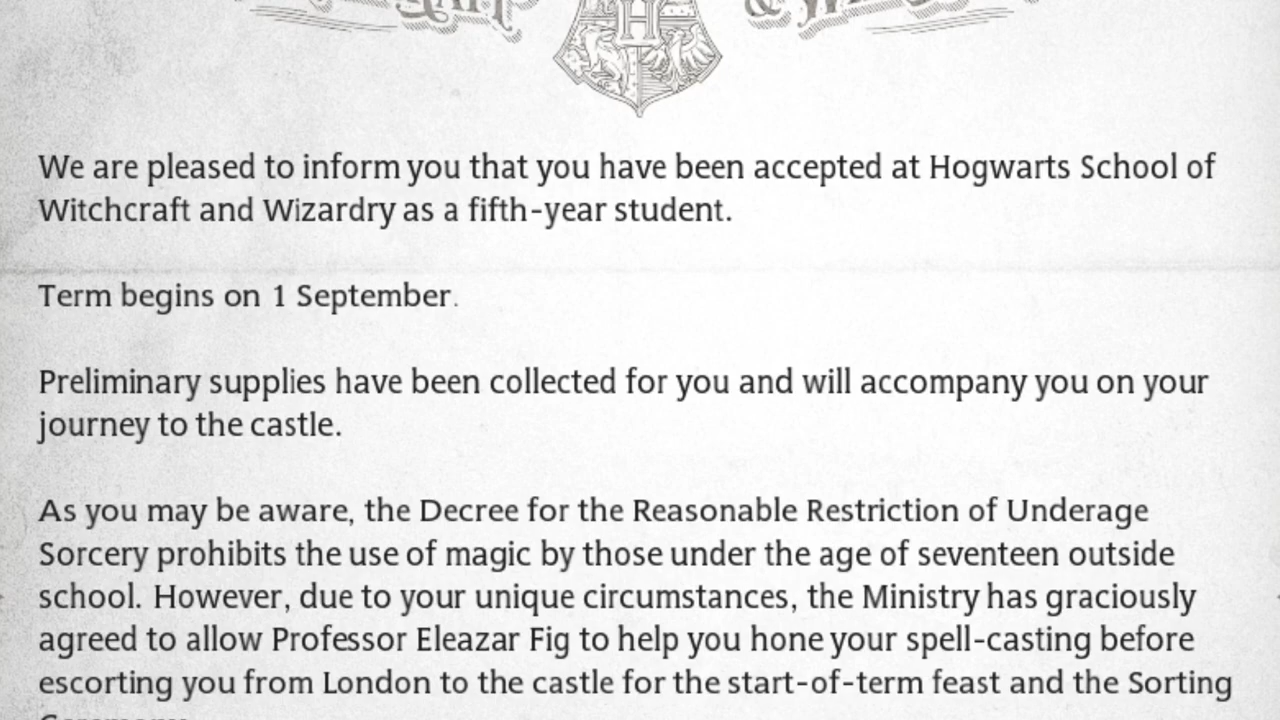 H
We are pleased to inform you that you have been accepted at Hogwarts School of
Witchcraft and Wizardry as a fifth-year student.
Term begins on 1 September.
Preliminary supplies have been collected for you and will accompany you on your
journey to the castle.
As you may be aware, the Decree for the Reasonable Restriction of Underage
Sorcery prohibits the use of magic by those under the age of seventeen outside
school. However, due to your unique circumstances, the Ministry has graciously
agreed to allow Professor Eleazar Fig to help you hone your spell-casting before
escorting you from London to the castle for the start-of-term feast and the Sorting